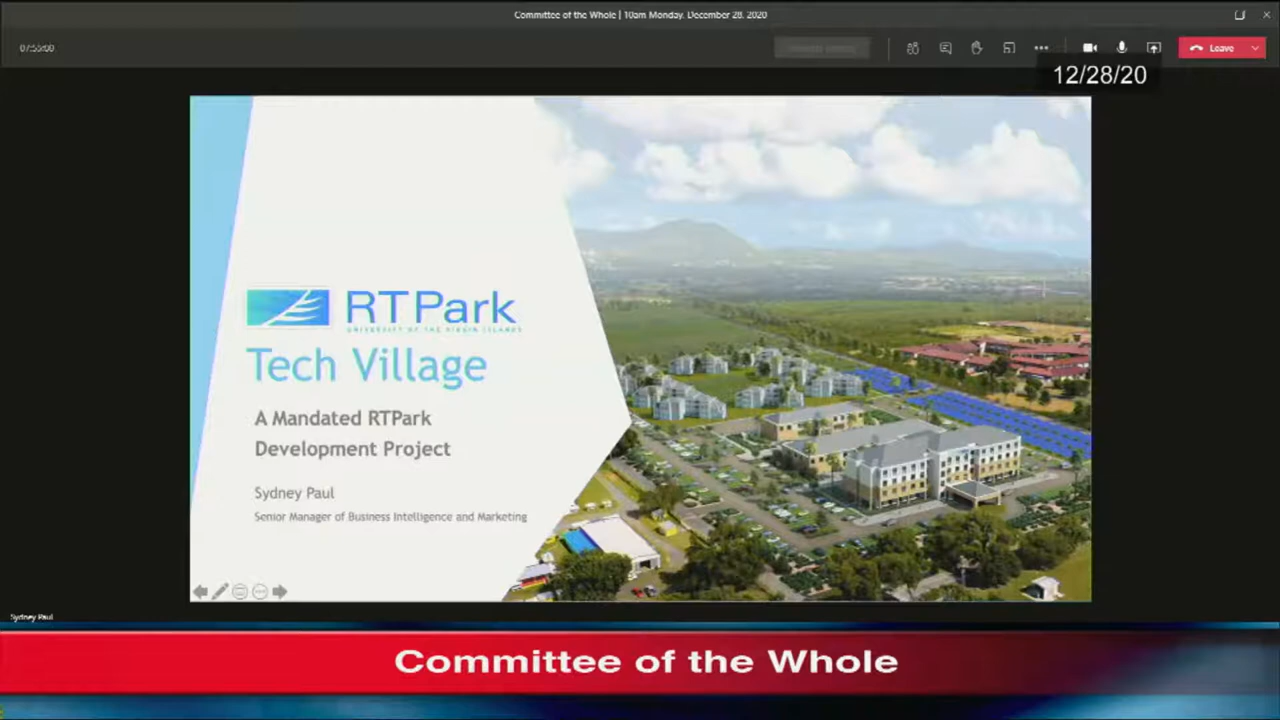 Committee of the Whole | 10am Monday, December 28, 2020
07:55:00
Leave
12/28/20
RTPark
UNIVERSITY OF THE VIRGIN ISLANDS
Tech Village
A Mandated RTPark
Development Project
Sydney Paul
Senior Manager of Business Intelligence and Marketing
Sydney Paul
Committee of the Whole